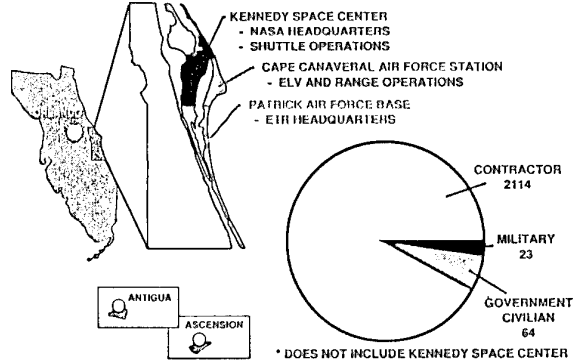 KENNEDY SPACE CENTER
- NASA HEADQUARTERS
- SHUTTLE OPERATIONS
CAPE CANAVERAL AIR FORCE STATION
- ELV AND RANGE OPERATIONS
PATRICK AIR FORCE BASE
- ETR HEADQUARTERS
CONTRACTOR
2114
MILITARY
23
GOVERNMENT
CIVILIAN
64
ANTIGUA
ASCENSION
* DOES NOT INCLUDE KENNEDY SPACE CENTER